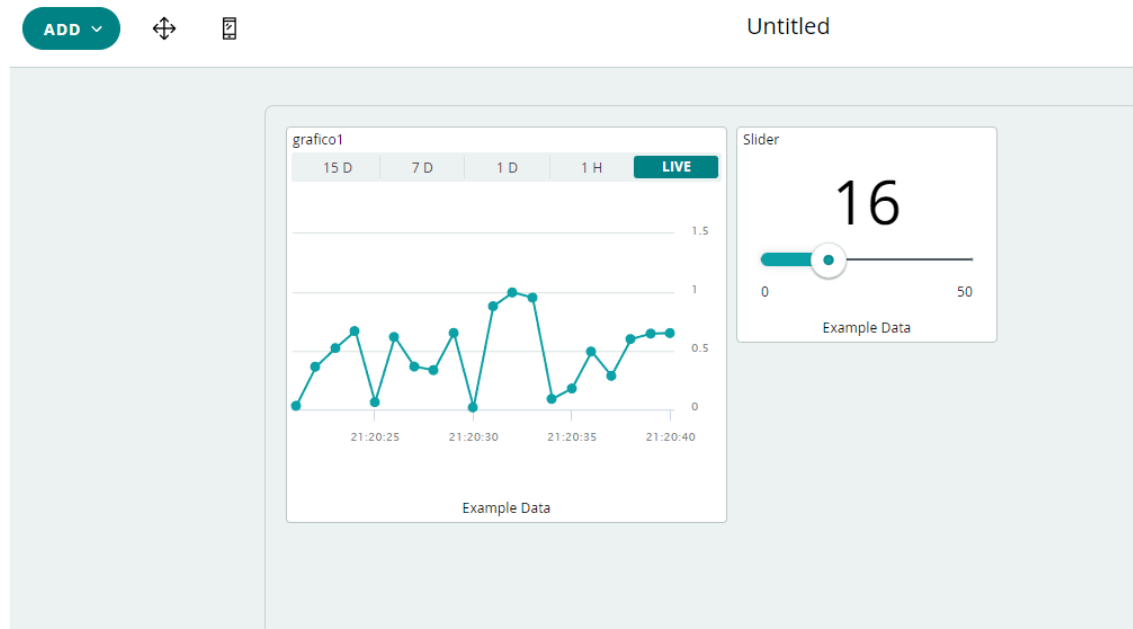 ADD
Untitled
grafico1
15 D 7 D 1 D 1 H LIVE
1.5
1
0.5
0
21:20:25 21:20:30 21:20:35 21:20:40
Example Data
Slider
16
0 50
Example Data